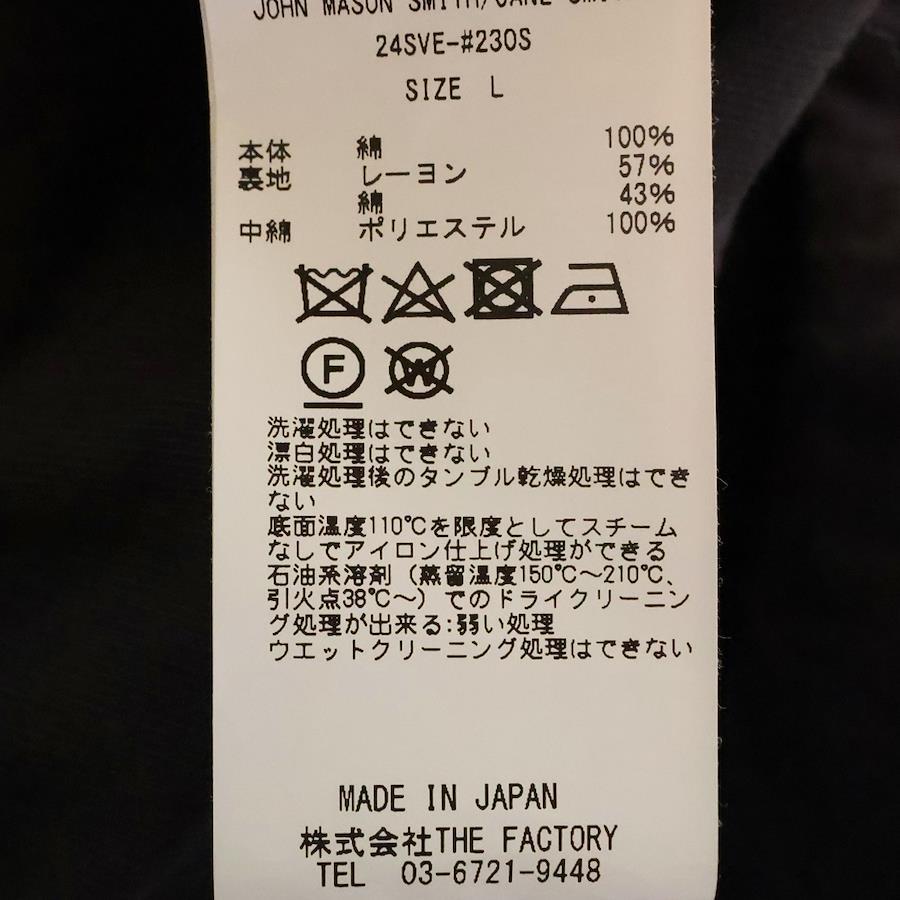 JOHN MASON SMITH/JANE
24SVE-#230S
SIZE L
本体 綿 100%
裏地 レーヨン 57%
綿 43%
中綿 ポリエステル 100%
F W
洗濯処理はできない
漂白処理はできない
洗濯処理後のタンブル乾燥処理はでき
ない
底面温度110℃を限度としてスチーム
なしでアイロン仕上げ処理ができる
石油系溶剤(蒸留温度150℃～210℃、
引火点38℃～)でのドライクリーニン
グ処理が出来る:弱い処理
ウエットクリーニング処理はできない
MADE IN JAPAN
株式会社THE FACTORY
TEL 03-6721-9448